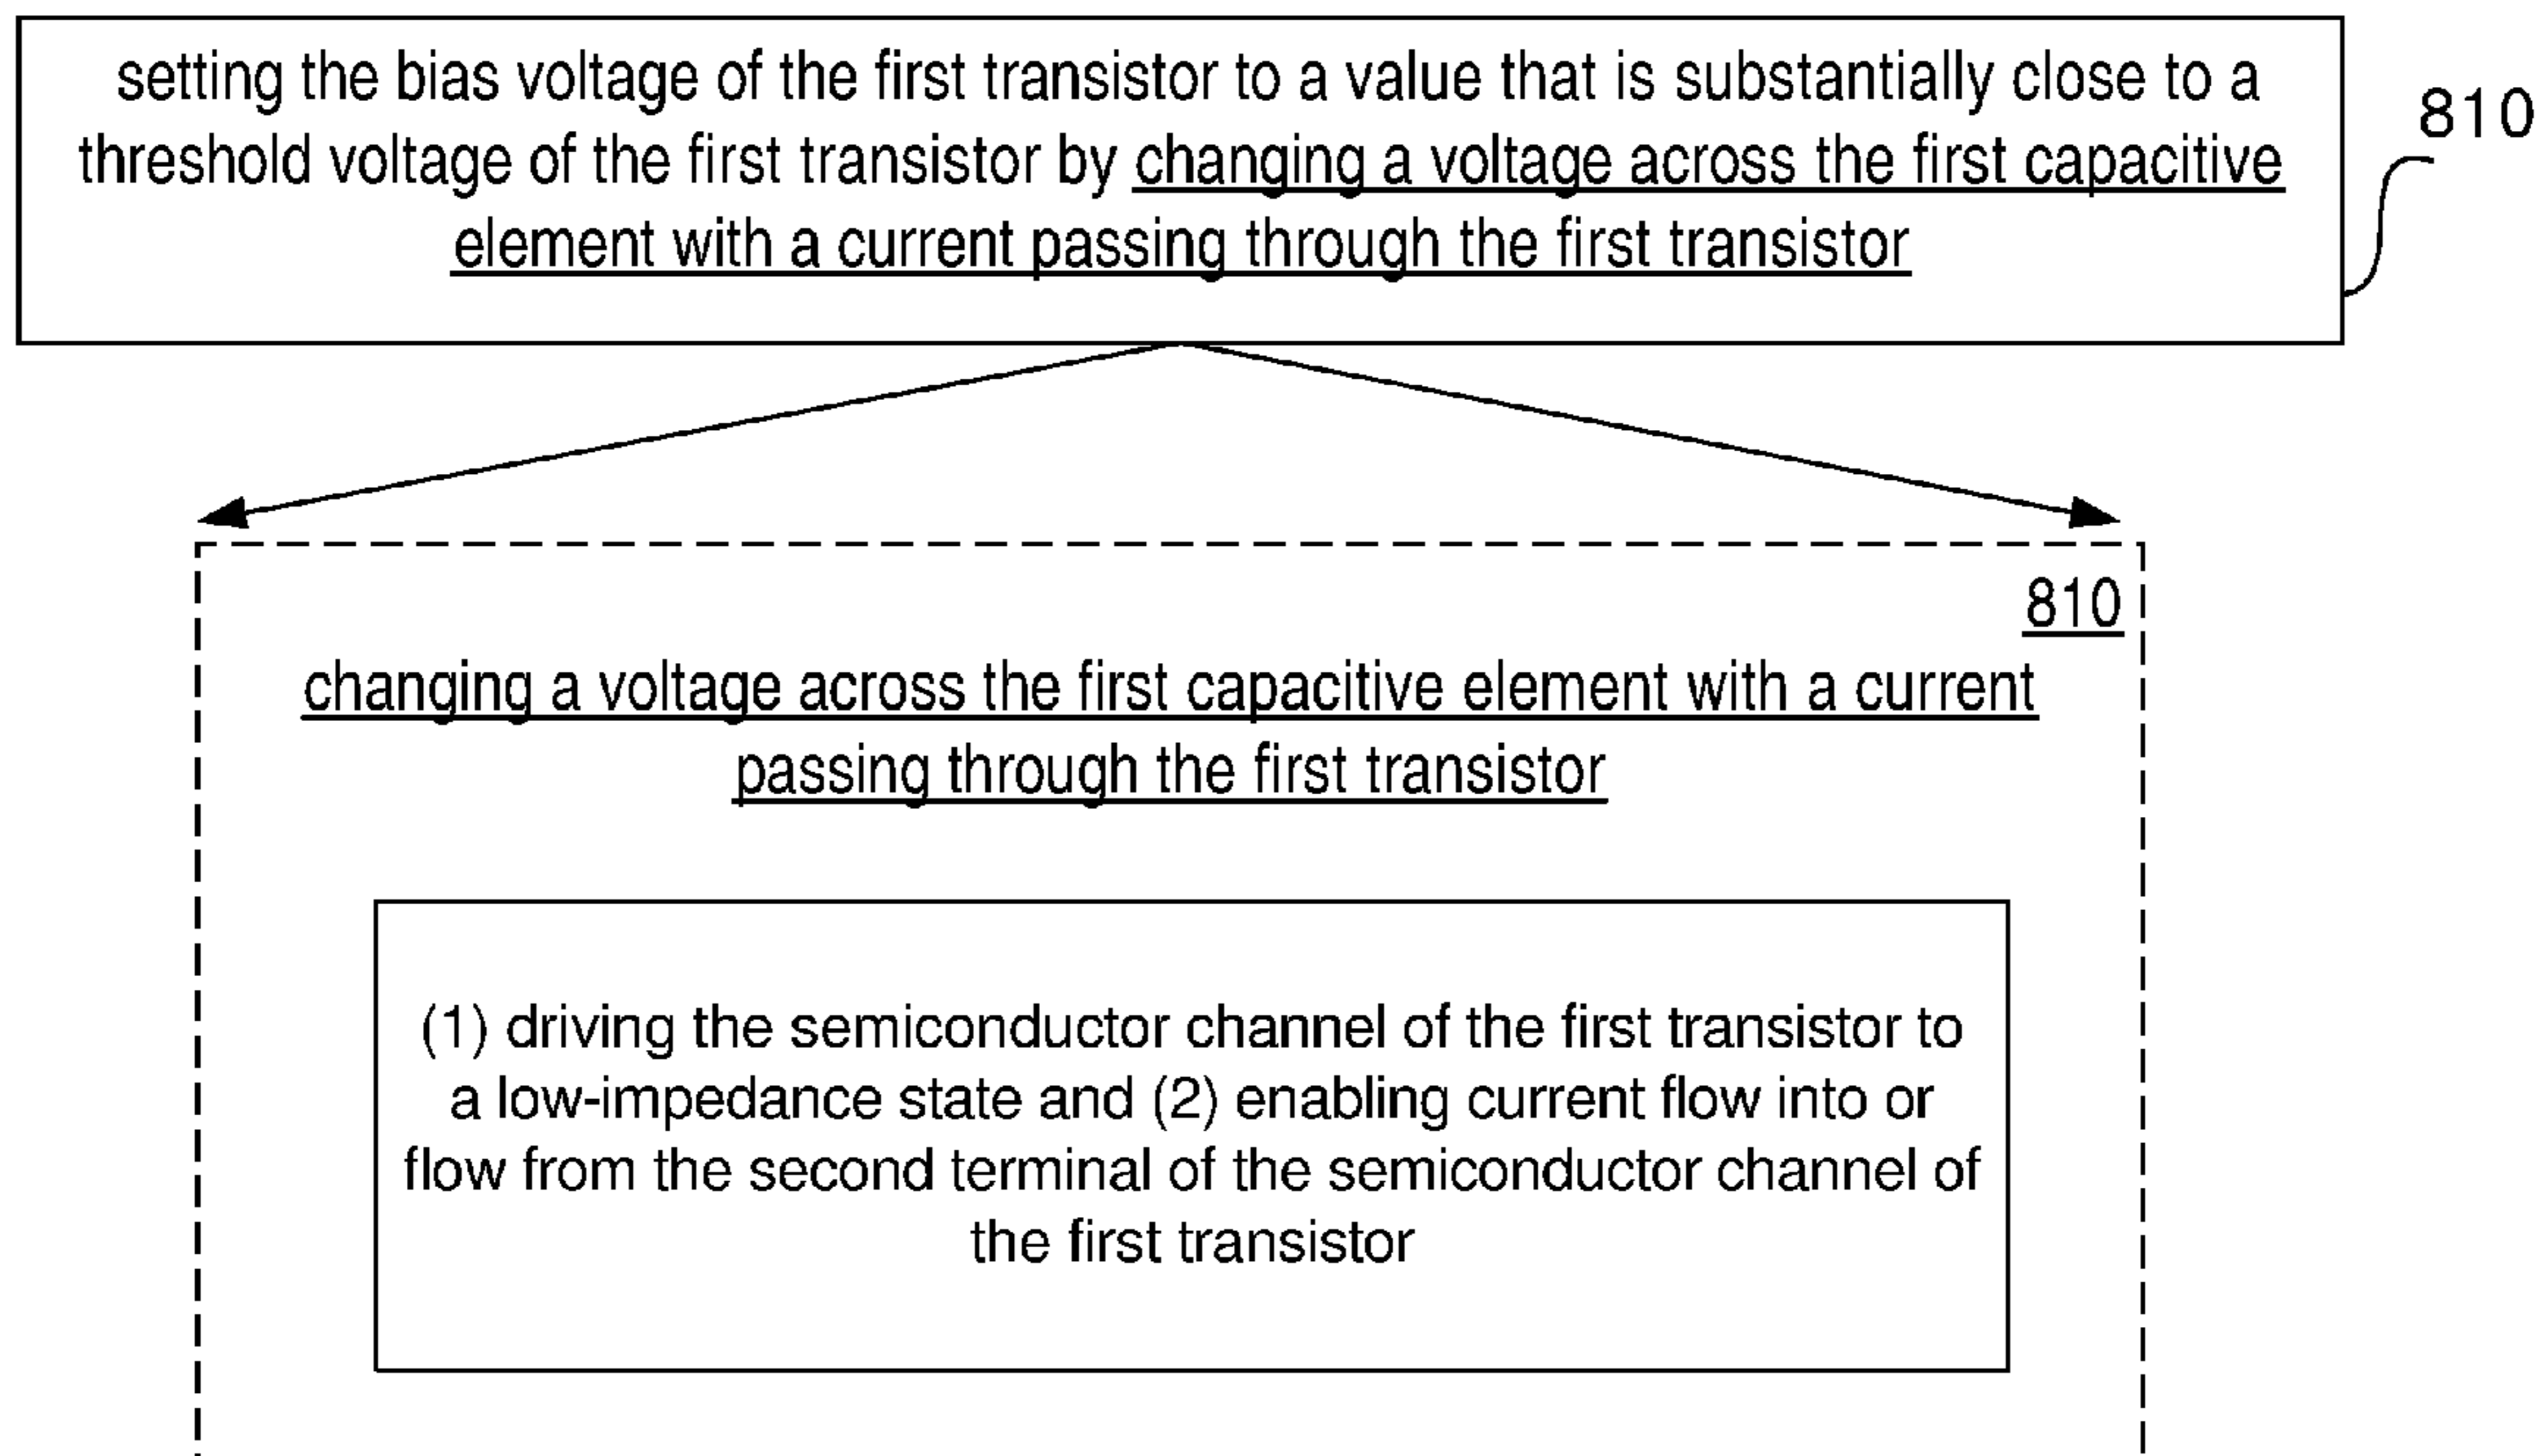 setting the bias voltage of the first transistor to a value that is substantially close to a
threshold voltage of the first transistor by changing a voltage across the first capacitive
element with a current passing through the first transistor
810
810
changing a voltage across the first capacitive element with a current
passing through the first transistor
(1) driving the semiconductor channel of the first transistor to
a low-impedance state and (2) enabling current flow into or
flow from the second terminal of the semiconductor channel of
the first transistor